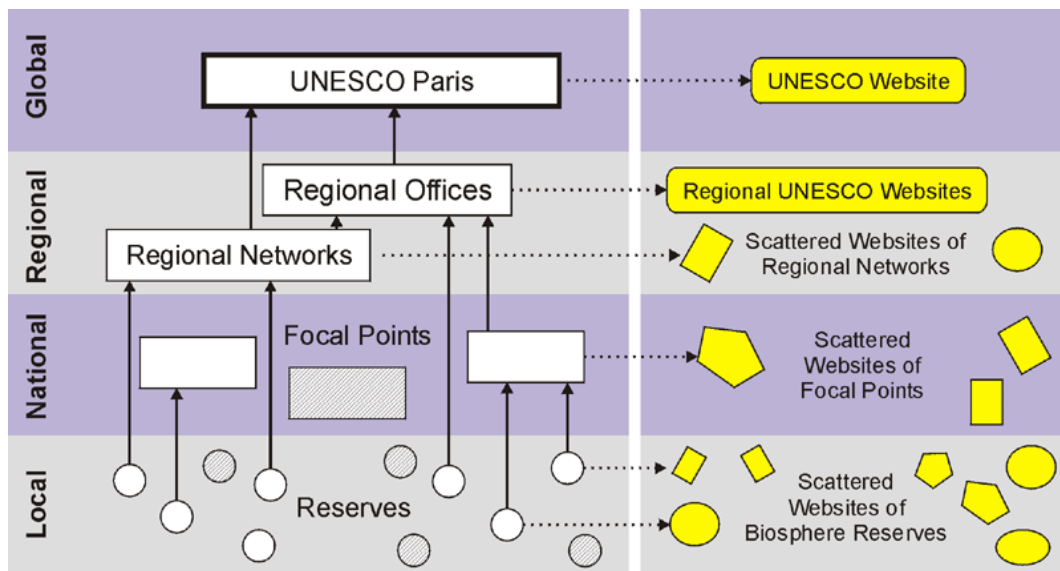 Global
UNESCO Paris
UNESCO Website
Regional
Regional Offices
Regional UNESCO Websites
Regional Networks
Scattered Websites of
Regional Networks
National
Focal Points
Scattered
Websites of
Focal Points
Local
Reserves
Scattered
Websites of
Biosphere Reserves